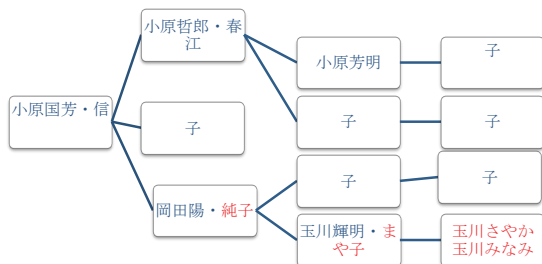 小原哲郎・春
江
小原芳明
子
小原国芳・信
子
子
子
子
子
岡田陽・純子
玉川輝明・ま
や子
玉川さやか
玉川みなみ